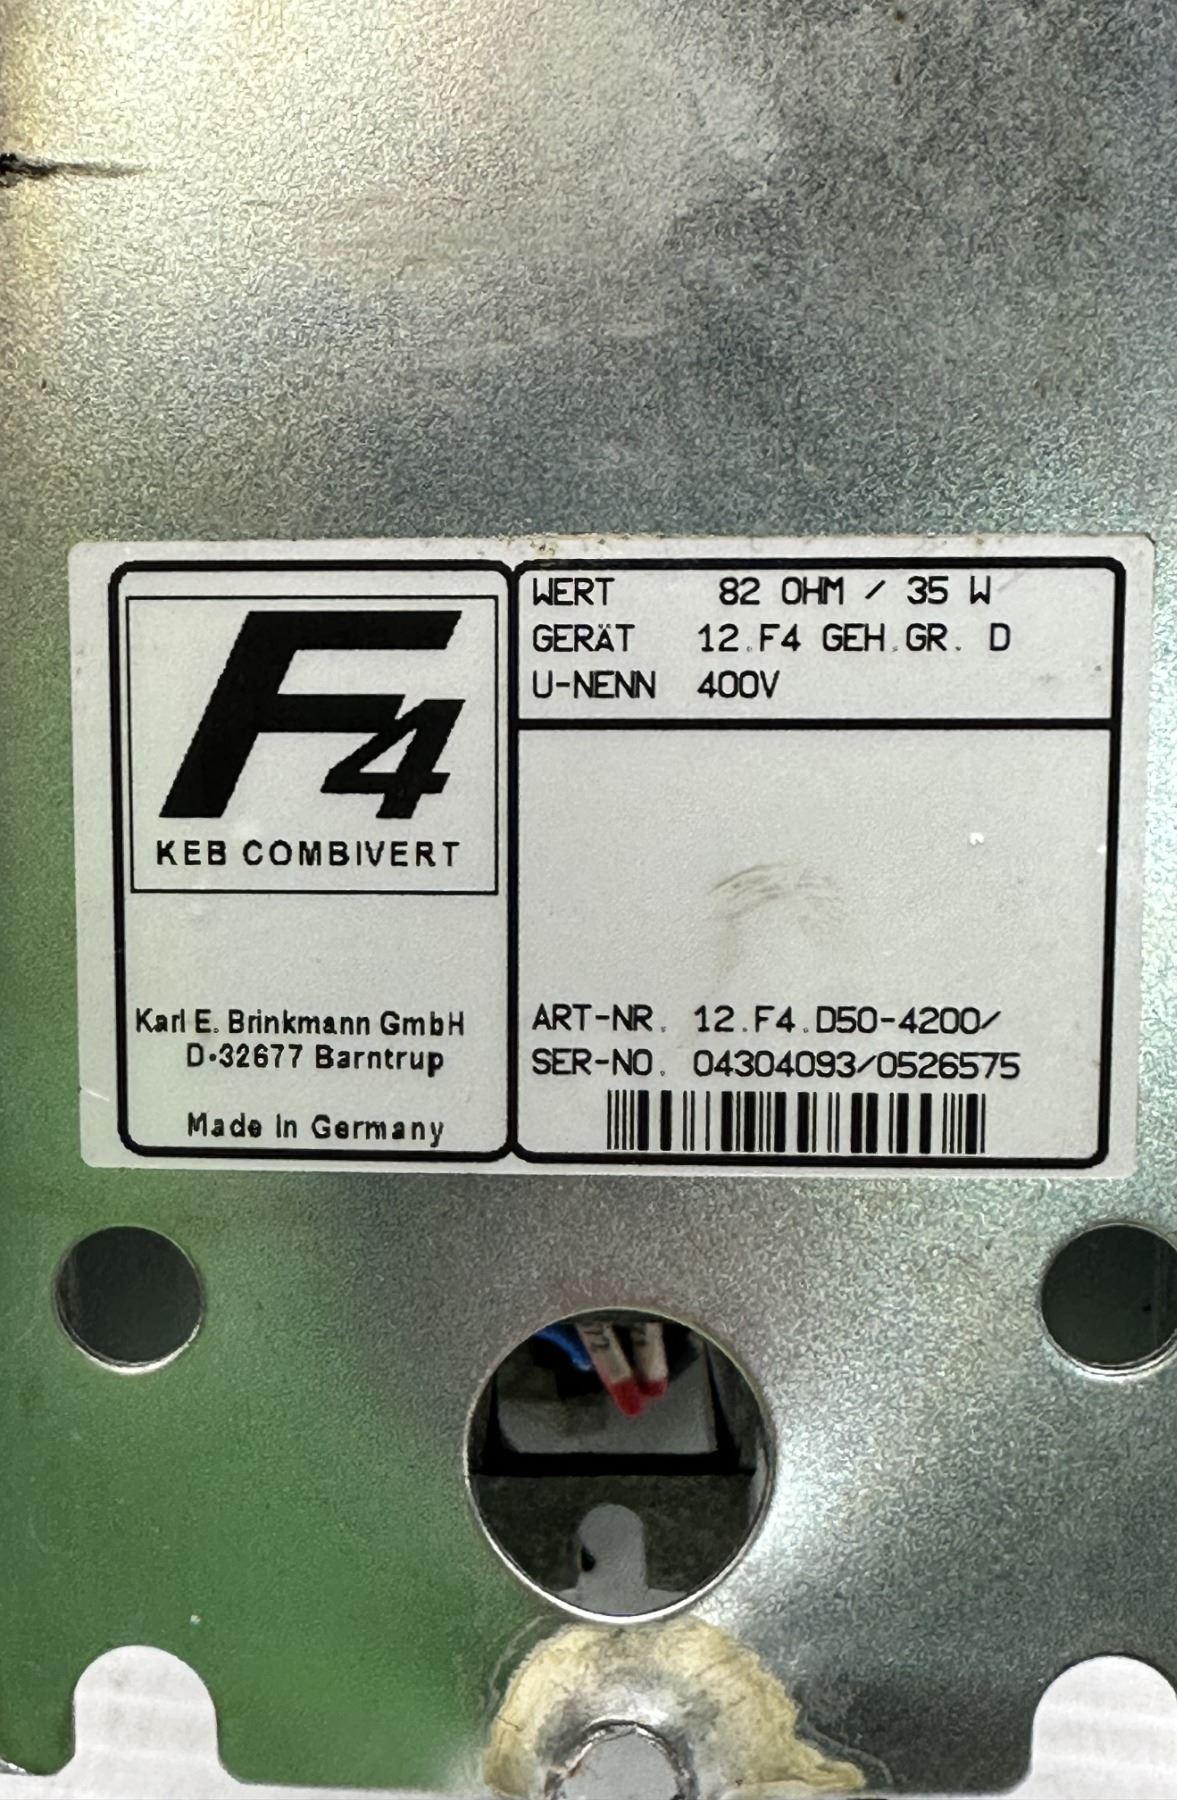 F4
KEB COMBIVERT
Karl E. Brinkmann GmbH
D-32677 Barntrup
Made in Germany
WERT 82 OHM / 35 W
GERÄT 12.F4 GEH.GR. D
U-NENN 400V
ART-NR. 12.F4.D50-4200/
SER-NO. 04304093/0526575